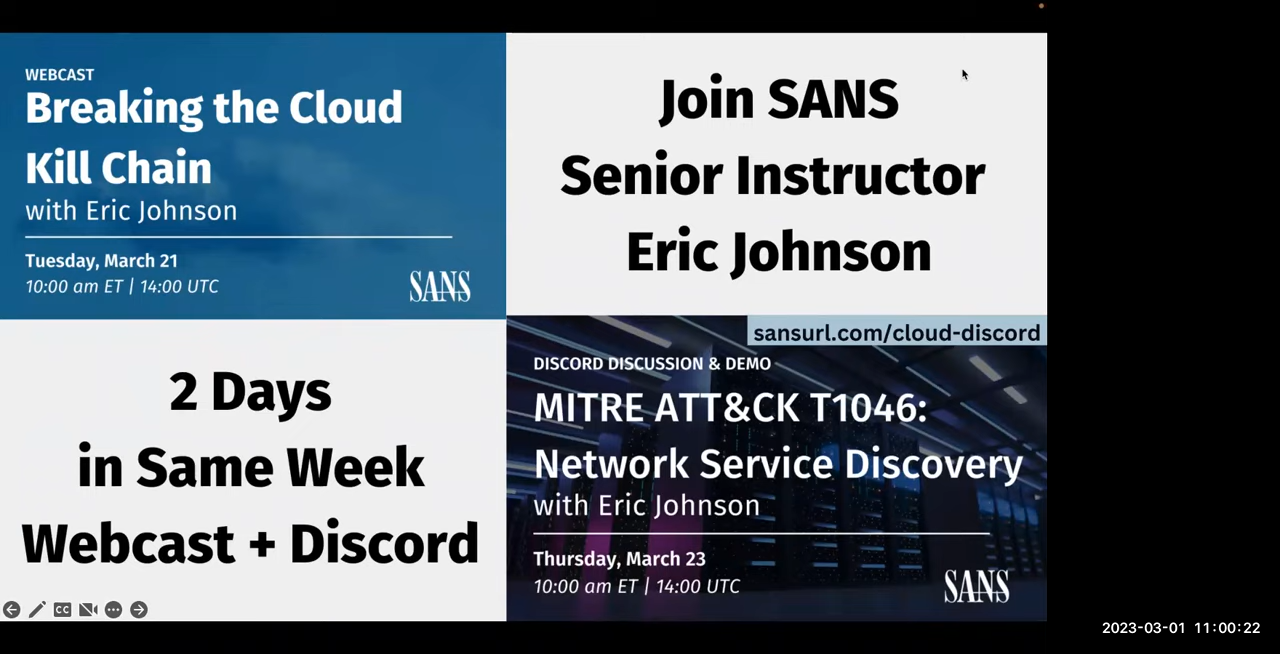 WEBCAST
Breaking the Cloud
Kill Chain
with Eric Johnson
Tuesday, March 21
10:00 am ET | 14:00 UTC
SANS
Join SANS
Senior Instructor
Eric Johnson
2 Days
in Same Week
Webcast + Discord
sansurl.com/cloud-discord
DISCORD DISCUSSION & DEMO
MITRE ATT&CK T1046:
Network Service Discovery
with Eric Johnson
Thursday, March 23
10:00 am ET | 14:00 UTC
SANS
CC
2023-03-01 11:00:22